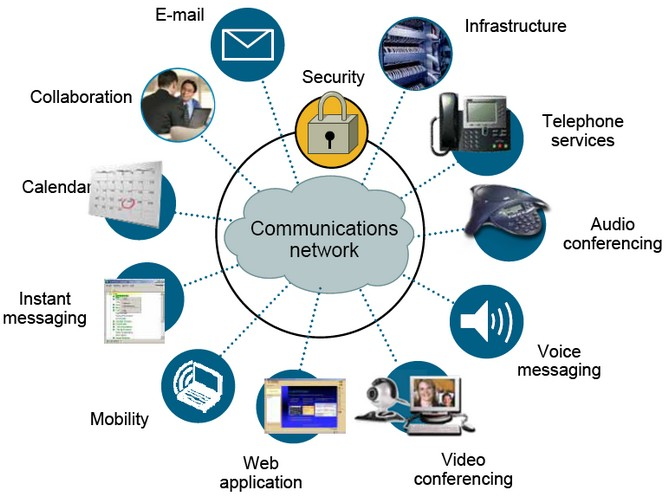 E-mail
Infrastructure
Security
Collaboration
Telephone
services
Calendar
Communications
network
Audio
conferencing
Instant
messaging
Voice
messaging
Mobility
Web
application
Video
conferencing